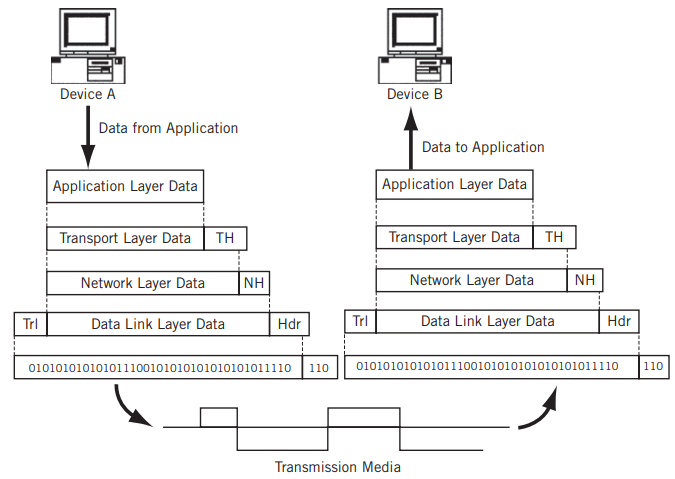 Device A
Device B
Data from Application
Data to Application
Application Layer Data
Application Layer Data
Transport Layer Data TH
Transport Layer Data TH
Network Layer Data NH
Network Layer Data NH
Trl Data Link Layer Data Hdr
Trl Data Link Layer Data Hdr
01010101010101110010101010101010101011110 110
01010101010101110010101010101010101011110 110
Transmission Media